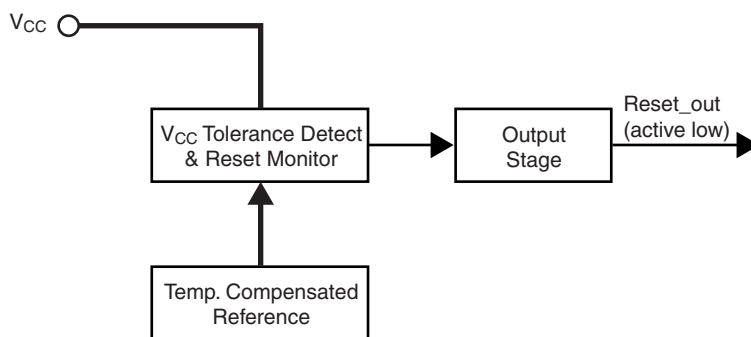 VCC
VCC Tolerance Detect
& Reset Monitor
Output
Stage
Reset_out
(active low)
Temp. Compensated
Reference